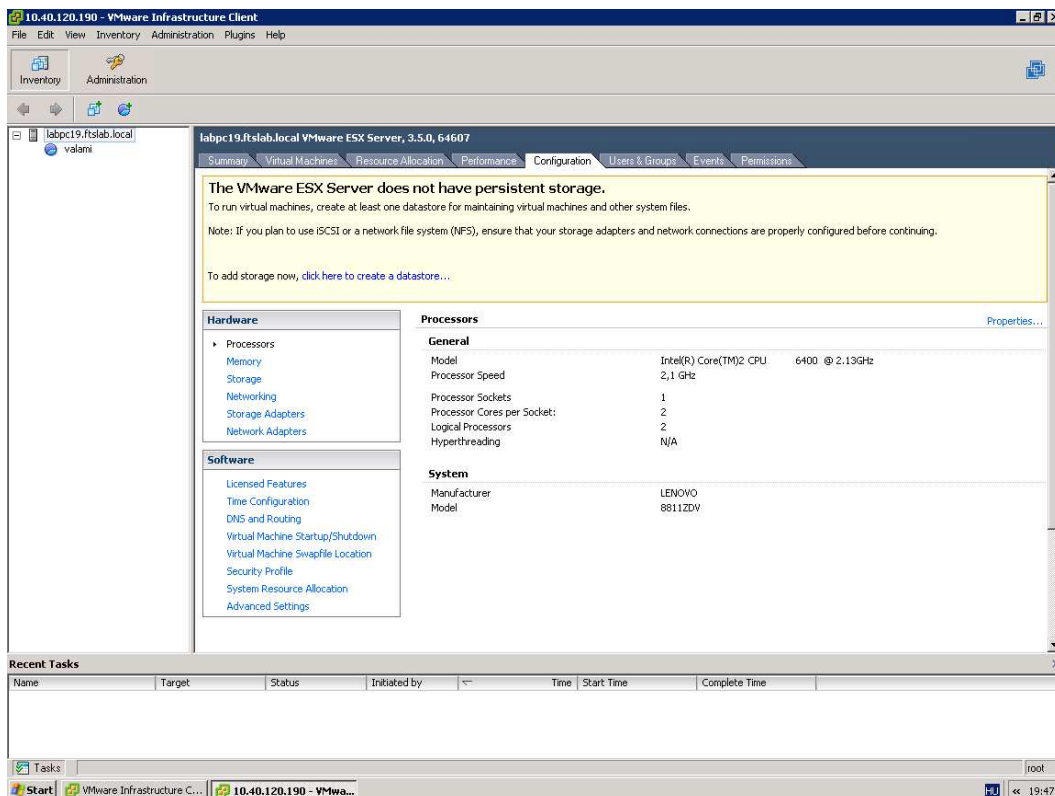 10.40.120.190 - VMware Infrastructure Client
File Edit View Inventory Administration Plugins Help
Inventory Administration
labpc19.ftslab.local
valami
labpc19.ftslab.local VMware ESX Server, 3.5.0, 64607
Summary Virtual Machines Resource Allocation Performance Configuration Users & Groups Events Permissions
The VMware ESX Server does not have persistent storage.
To run virtual machines, create at least one datastore for maintaining virtual machines and other system files.
Note: If you plan to use iSCSI or a network file system (NFS), ensure that your storage adapters and network connections are properly configured before continuing.
To add storage now, click here to create a datastore...
Hardware
Processors
Memory
Storage
Networking
Storage Adapters
Network Adapters
Software
Licensed Features
Time Configuration
DNS and Routing
Virtual Machine Startup/Shutdown
Virtual Machine Swapfile Location
Security Profile
System Resource Allocation
Advanced Settings
Processors Properties...
General
Model Intel(R) Core(TM)2 CPU 6400 @ 2.13GHz
Processor Speed 2,1 GHz
Processor Sockets 1
Processor Cores per Socket: 2
Logical Processors 2
Hyperthreading N/A
System
Manufacturer LENOVO
Model 8811ZDV
Recent Tasks
Name Target Status Initiated by Time Start Time Complete Time
Tasks root
Start VMware Infrastructure C... 10.40.120.190 - VMwa... HU « 19:47